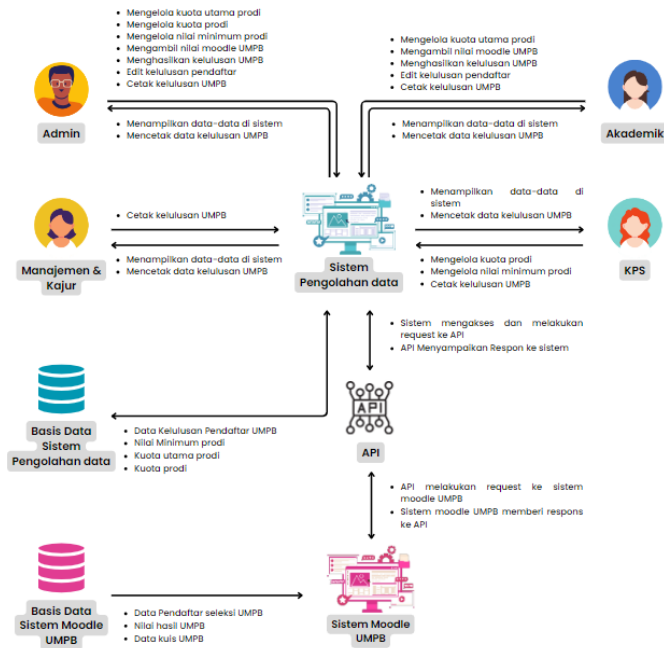 Mengelola kuota utama prodi
Mengelola kuota prodi
Mengelola nilai minimum prodi
Mengambil nilai moodle UMPB
Menghasilkan kelulusan UMPB
Edit kelulusan pendaftar
Cetak kelulusan UMPB
Mengelola kuota utama prodi
Mengambil nilai moodle UMPB
Menghasilkan kelulusan UMPB
Edit kelulusan pendaftar
Cetak kelulusan UMPB
Admin
Menampilkan data-data di sistem
Mencetak data kelulusan UMPB
Menampilkan data-data di sistem
Mencetak data kelulusan UMPB
Akademik
Cetak kelulusan UMPB
Menampilkan data-data di
sistem
Mencetak data kelulusan UMPB
Manajemen &
Kajur
Menampilkan data-data di sistem
Mencetak data kelulusan UMPB
Sistem
Pengolahan data
Mengelola kuota prodi
Mengelola nilai minimum prodi
Cetak kelulusan UMPB
KPS
Sistem mengakses dan melakukan
request ke API
API Menyampaikan Respon ke sistem
API
Basis Data
Sistem
Pengolahan data
Data Kelulusan Pendaftar UMPB
Nilai Minimum prodi
Kuota utama prodi
Kuota prodi
API
API melakukan request ke sistem
moodle UMPB
Sistem moodle UMPB memberi respons
ke API
Basis Data
Sistem Moodle
UMPB
Data Pendaftar seleksi UMPB
Nilai hasil UMPB
Data kuis UMPB
Sistem Moodle
UMPB